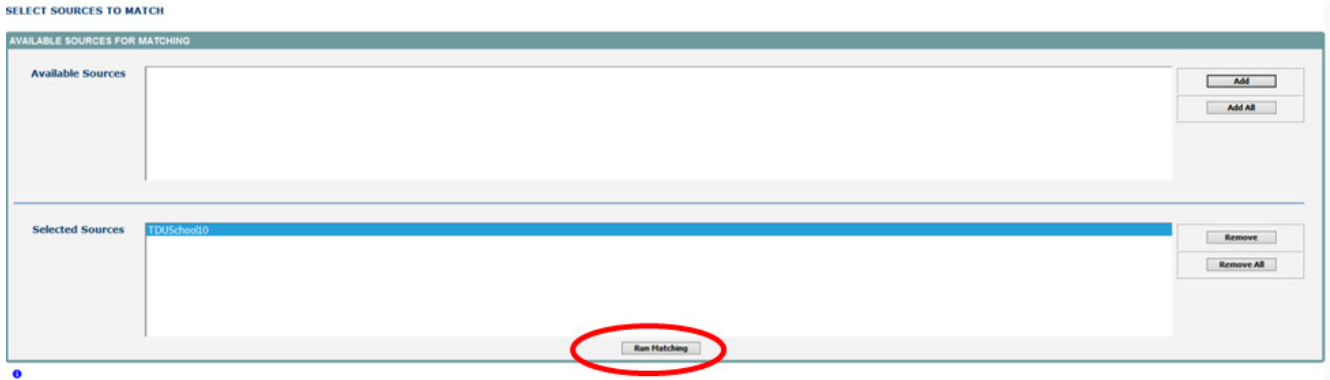 SELECT SOURCES TO MATCH
AVAILABLE SOURCES FOR MATCHING
Available Sources
Add
Add All
Selected Sources
TDUSchool10
Remove
Remove All
Run Matching